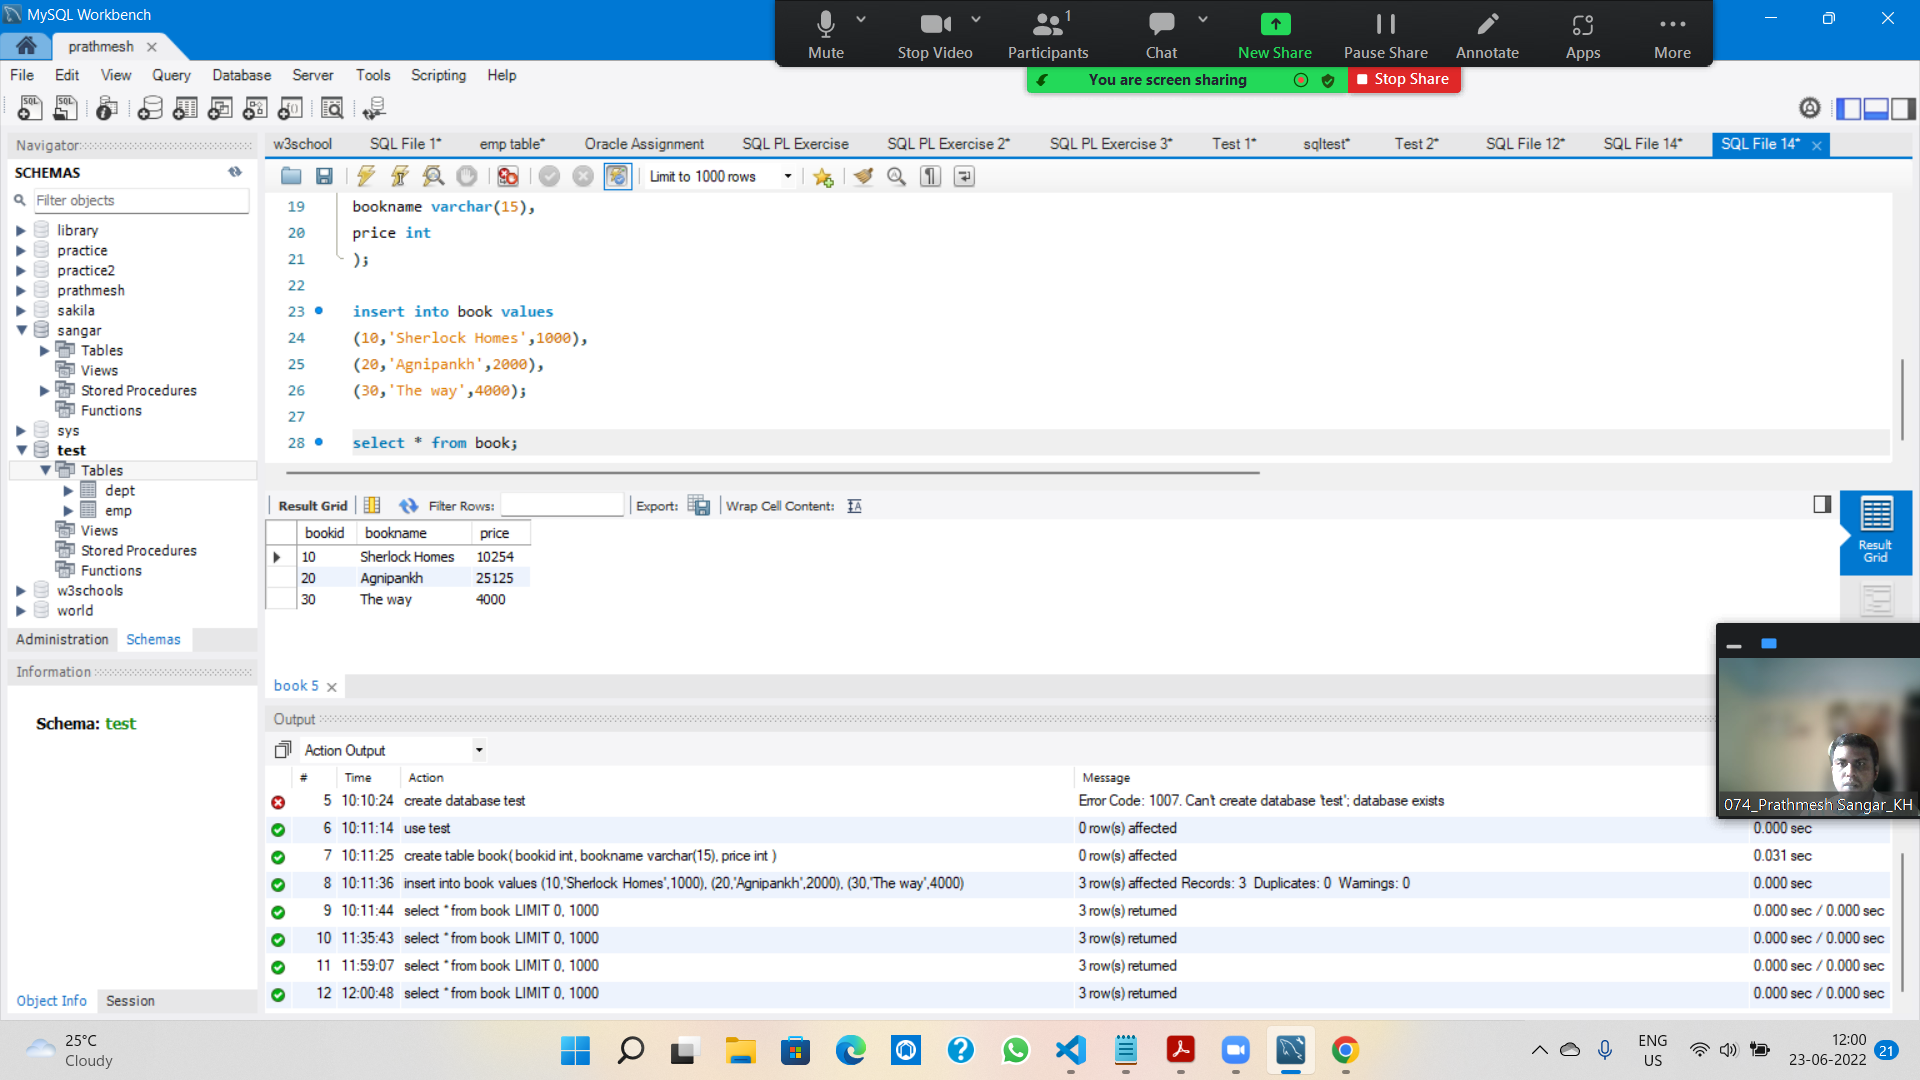 MySQL Workbench
prathmesh
File Edit View Query Database Server Tools Scripting Help
Mute Stop Video Participants 1 Chat New Share Pause Share Annotate Apps More
You are screen sharing Stop Share
Navigator
SCHEMAS
Filter objects
library
practice
practice2
prathmesh
sakila
sangar
Tables
Views
Stored Procedures
Functions
sys
test
Tables
dept
emp
Views
Stored Procedures
Functions
w3schools
world
Administration Schemas
Information
Schema: test
Object Info Session
w3school SQL File 1* emp table* Oracle Assignment SQL PL Exercise SQL PL Exercise 2* SQL PL Exercise 3* Test 1* sqltest* Test 2* SQL File 12* SQL File 14* SQL File 14*
Limit to 1000 rows
19 bookname varchar(15),
20 price int
21 );
22
23 insert into book values
24 (10,'Sherlock Homes',1000),
25 (20,'Agnipankh',2000),
26 (30,'The way',4000);
27
28 select * from book;
Result Grid Filter Rows: Export: Wrap Cell Content:
bookid bookname price
10 Sherlock Homes 10254
20 Agnipankh 25125
30 The way 4000
Result
Grid
book 5
Output
Action Output
# Time Action Message
5 10:10:24 create database test Error Code: 1007. Can't create database 'test'; database exists
6 10:11:14 use test 0 row(s) affected 0.000 sec
7 10:11:25 create table book( bookid int, bookname varchar(15), price int ) 0 row(s) affected 0.031 sec
8 10:11:36 insert into book values (10,'Sherlock Homes',1000), (20,'Agnipankh',2000), (30,'The way',4000) 3 row(s) affected Records: 3 Duplicates: 0 Warnings: 0 0.000 sec
9 10:11:44 select * from book LIMIT 0, 1000 3 row(s) returned 0.000 sec / 0.000 sec
10 11:35:43 select * from book LIMIT 0, 1000 3 row(s) returned 0.000 sec / 0.000 sec
11 11:59:07 select * from book LIMIT 0, 1000 3 row(s) returned 0.000 sec / 0.000 sec
12 12:00:48 select * from book LIMIT 0, 1000 3 row(s) returned 0.000 sec / 0.000 sec
074_Prathmesh Sangar_KH
25°C
Cloudy
ENG
US
12:00
23-06-2022
21